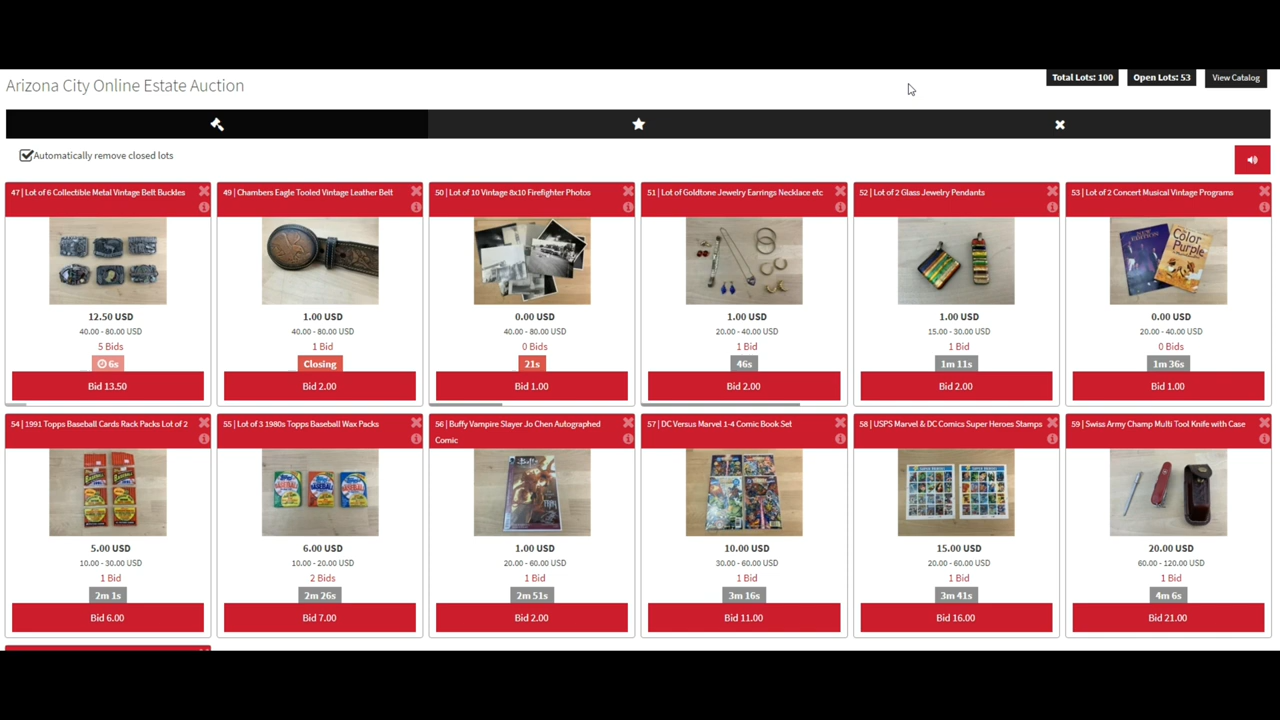 Total Lots: 100 Open Lots: 53 View Catalog
Arizona City Online Estate Auction
Automatically remove closed lots
47 | Lot of 6 Collectible Metal Vintage Belt Buckles
12.50 USD
40.00 - 80.00 USD
5 Bids
6s
Bid 13.50
49 | Chambers Eagle Tooled Vintage Leather Belt
1.00 USD
40.00 - 80.00 USD
1 Bid
Closing
Bid 2.00
50 | Lot of 10 Vintage 8x10 Firefighter Photos
0.00 USD
40.00 - 80.00 USD
0 Bids
21s
Bid 1.00
51 | Lot of Goldtone Jewelry Earrings Necklace etc
1.00 USD
20.00 - 40.00 USD
1 Bid
46s
Bid 2.00
52 | Lot of 2 Glass Jewelry Pendants
1.00 USD
15.00 - 30.00 USD
1 Bid
1m 11s
Bid 2.00
53 | Lot of 2 Concert Musical Vintage Programs
NEW EDITION
The Color Purple
0.00 USD
20.00 - 40.00 USD
0 Bids
1m 36s
Bid 1.00
54 | 1991 Topps Baseball Cards Rack Packs Lot of 2
5.00 USD
10.00 - 30.00 USD
1 Bid
2m 1s
Bid 6.00
55 | Lot of 3 1980s Topps Baseball Wax Packs
6.00 USD
10.00 - 20.00 USD
2 Bids
2m 26s
Bid 7.00
56 | Buffy Vampire Slayer Jo Chen Autographed
Comic
1.00 USD
20.00 - 60.00 USD
1 Bid
2m 51s
Bid 2.00
57 | DC Versus Marvel 1-4 Comic Book Set
10.00 USD
30.00 - 60.00 USD
1 Bid
3m 16s
Bid 11.00
58 | USPS Marvel & DC Comics Super Heroes Stamps
15.00 USD
20.00 - 60.00 USD
1 Bid
3m 41s
Bid 16.00
59 | Swiss Army Champ Multi Tool Knife with Case
20.00 USD
60.00 - 120.00 USD
1 Bid
4m 6s
Bid 21.00